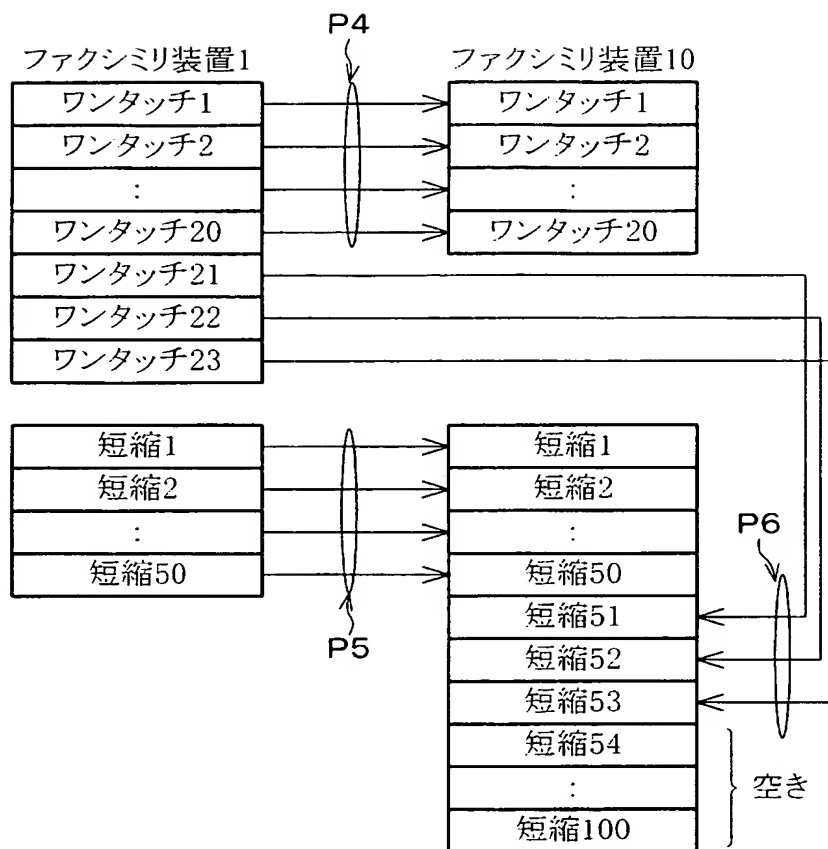 P4
ファクシミリ装置1
ファクシミリ装置10
ワンタッチ1
ワンタッチ2
:
ワンタッチ20
ワンタッチ21
ワンタッチ22
ワンタッチ23
ワンタッチ1
ワンタッチ2
:
ワンタッチ20
短縮1
短縮2
:
短縮50
P5
短縮1
短縮2
:
短縮50
短縮51
短縮52
短縮53
短縮54
:
短縮100
P6
空き